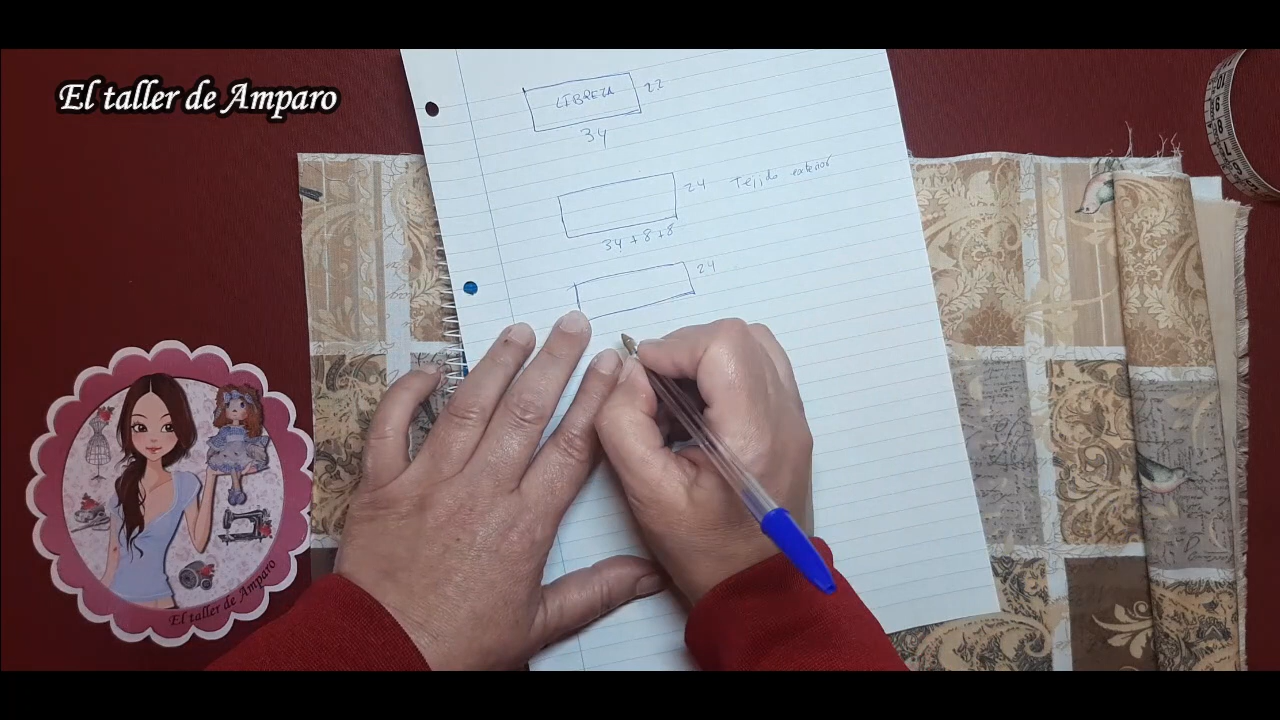 El taller de Amparo
LIBRETA
22
34
24
Tejido exterior
34 + 8 + 8
24
El taller de Amparo